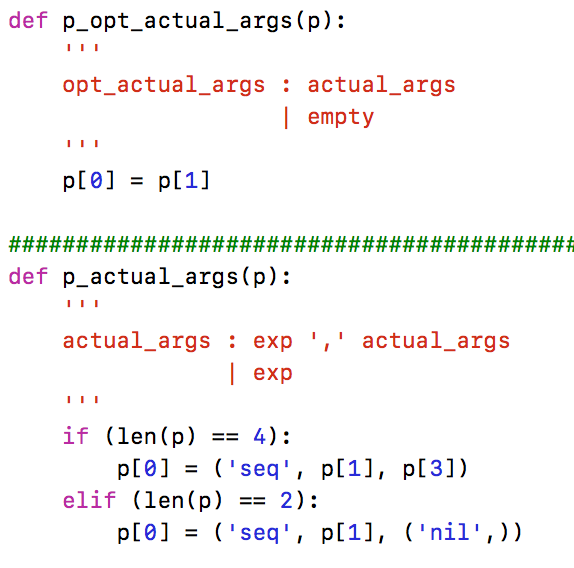 def p_opt_actual_args(p):
    '''
    opt_actual_args : actual_args
                    | empty
    '''
    p[0] = p[1]
##########################################
def p_actual_args(p):
    '''
    actual_args : exp ',' actual_args
                | exp
    '''
    if (len(p) == 4):
        p[0] = ('seq', p[1], p[3])
    elif (len(p) == 2):
        p[0] = ('seq', p[1], ('nil',))